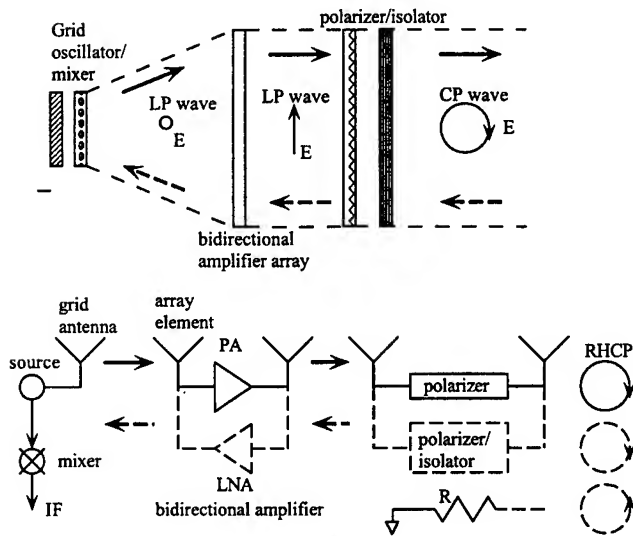 Grid
oscillator/
mixer
polarizer/isolator
LP wave
E
LP wave
E
CP wave
E
bidirectional
amplifier array
grid
antenna
array
element
source
PA
RHCP
polarizer
polarizer/
isolator
mixer
LNA
R
IF
bidirectional amplifier